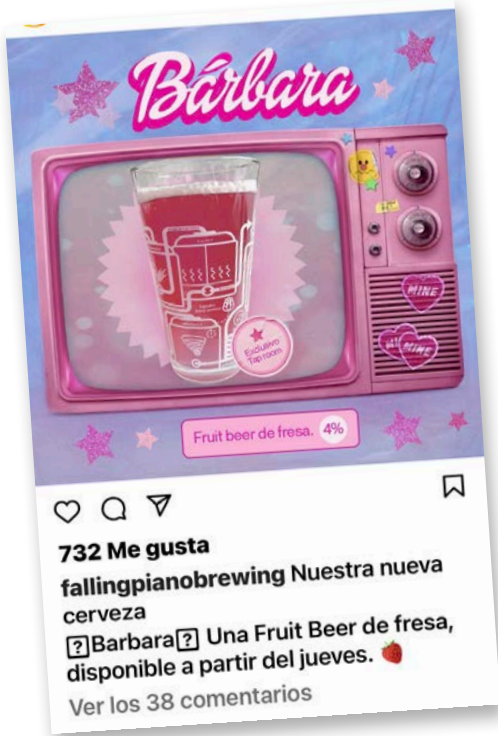 Bárbara
MINE
MINE
Exclusivo
Tap room
Fruit beer de fresa. 4%
732 Me gusta
fallingpianobrewing Nuestra nueva
cerveza
⍰Barbara⍰ Una Fruit Beer de fresa,
disponible a partir del jueves. 🍓
Ver los 38 comentarios